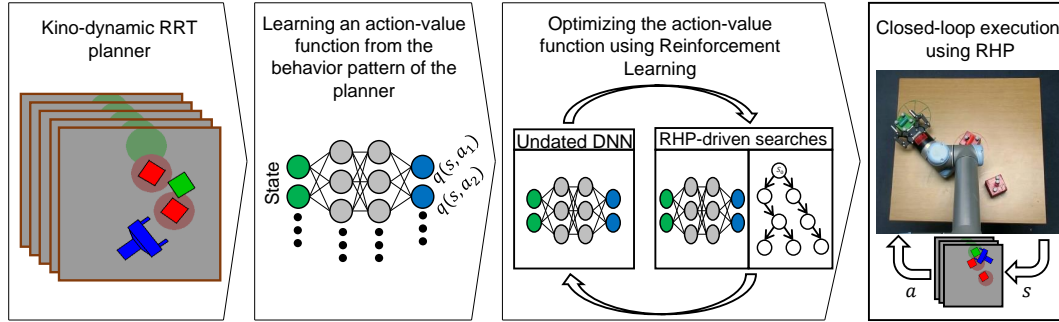 Kino-dynamic RRT
planner
Learning an action-value
function from the
behavior pattern of the
planner
State
q(s, a₁)
q(s, a₂)
Optimizing the action-value
function using Reinforcement
Learning
Undated DNN
RHP-driven searches
s₀
Closed-loop execution
using RHP
a
s